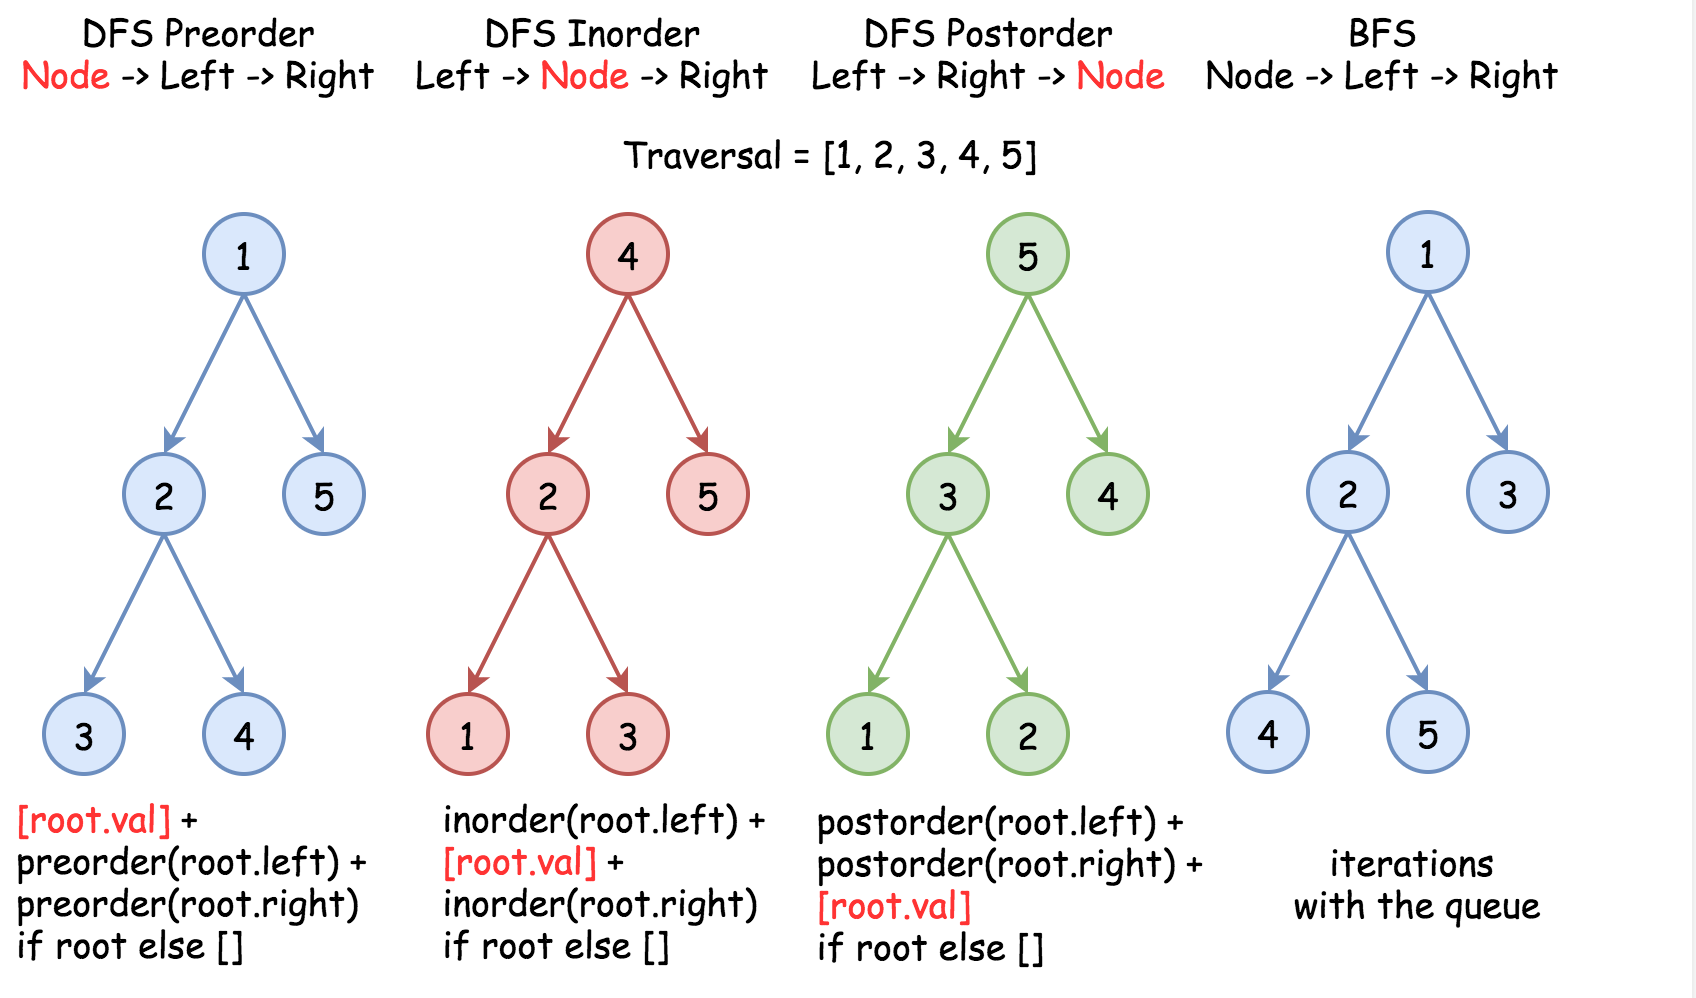 DFS Preorder
Node -> Left -> Right
DFS Inorder
Left -> Node -> Right
DFS Postorder
Left -> Right -> Node
BFS
Node -> Left -> Right
Traversal = [1, 2, 3, 4, 5]
1
2
5
3
4
[root.val] +
preorder(root.left) +
preorder(root.right)
if root else []
4
2
5
1
3
inorder(root.left) +
[root.val] +
inorder(root.right)
if root else []
5
3
4
1
2
postorder(root.left) +
postorder(root.right) +
[root.val]
if root else []
1
2
3
4
5
iterations
with the queue